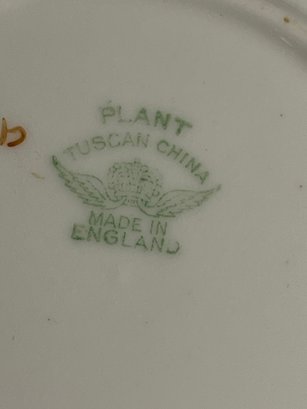 PLANT
TUSCAN CHINA
MADE IN
ENGLAND